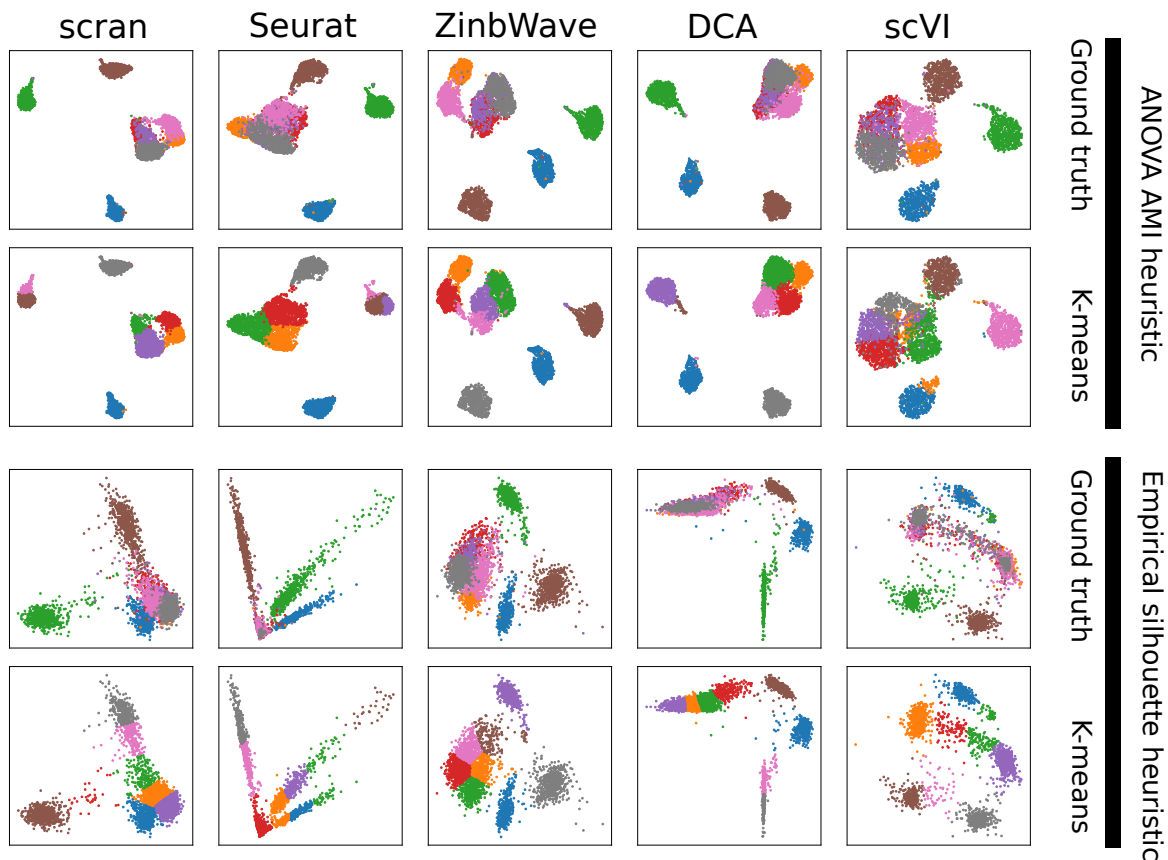 scran
Seurat
ZinbWave
DCA
scVI
Ground truth
K-means
ANOVA AMI heuristic
Ground truth
K-means
Empirical silhouette heuristic